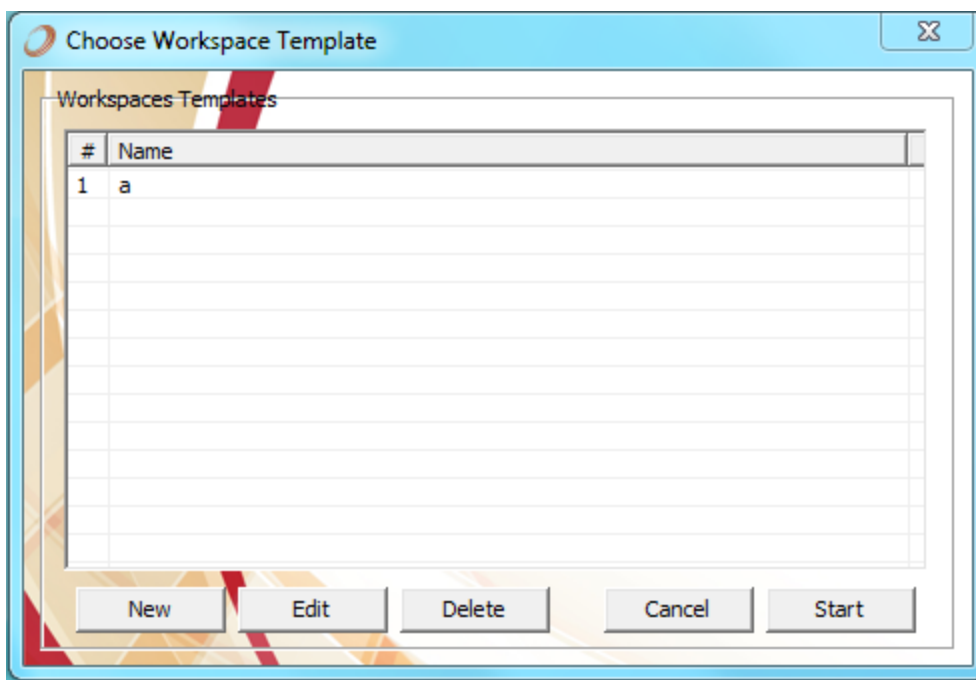 Choose Workspace Template
Workspaces Templates
# Name
1 a
New Edit Delete Cancel Start